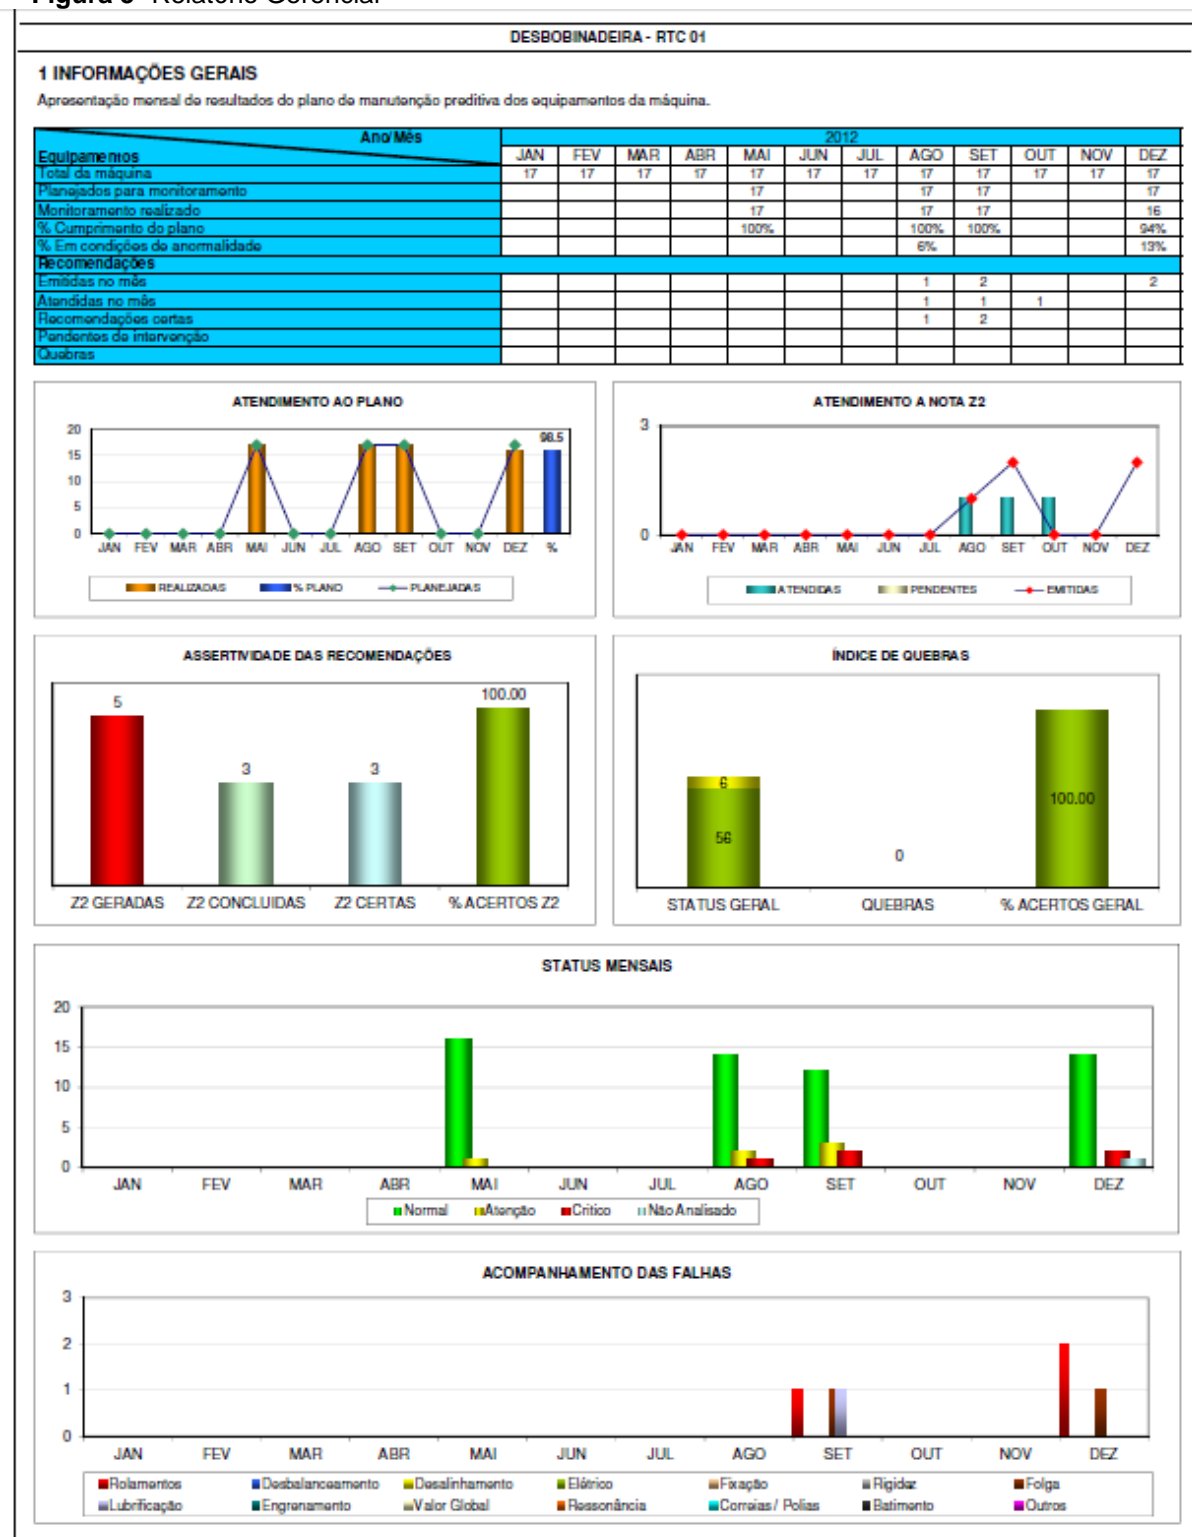 Figura 5- Relatório Gerencial
DESBOBINADEIRA - RTC 01
1 INFORMAÇÕES GERAIS
Apresentação mensal de resultados do plano de manutenção preditiva dos equipamentos da máquina.
Ano/Mês 2012
Equipamentos JAN FEV MAR ABR MAI JUN JUL AGO SET OUT NOV DEZ
Total da máquina 17 17 17 17 17 17 17 17 17 17 17 17
Planejados para monitoramento 17 17 17 17
Monitoramento realizado 17 17 17 16
% Cumprimento do plano 100% 100% 100% 94%
% Em condições de anormalidade 6% 13%
Recomendações
Emitidas no mês 1 2 2
Atendidas no mês 1 1 1
Recomendações certas 1 2
Pendentes de intervenção
Quebras
ATENDIMENTO AO PLANO
20
15
10
5
0
98.5
JAN FEV MAR ABR MAI JUN JUL AGO SET OUT NOV DEZ %
REALIZADAS % PLANO PLANEJADAS
ATENDIMENTO A NOTA Z2
3
0
JAN FEV MAR ABR MAI JUN JUL AGO SET OUT NOV DEZ
ATENDIDAS PENDENTES EMITIDAS
ASSERTIVIDADE DAS RECOMENDAÇÕES
5 3 3 100.00
Z2 GERADAS Z2 CONCLUIDAS Z2 CERTAS % ACERTOS Z2
ÍNDICE DE QUEBRAS
6
56 0 100.00
STATUS GERAL QUEBRAS % ACERTOS GERAL
STATUS MENSAIS
20
15
10
5
0
JAN FEV MAR ABR MAI JUN JUL AGO SET OUT NOV DEZ
Normal Atenção Critico Não Analisado
ACOMPANHAMENTO DAS FALHAS
3
2
1
0
JAN FEV MAR ABR MAI JUN JUL AGO SET OUT NOV DEZ
Rolamentos Desbalanceamento Desalinhamento Elétrico Fixação Rigidez Folga
Lubrificação Engrenamento Valor Global Ressonância Correias / Polias Batimento Outros